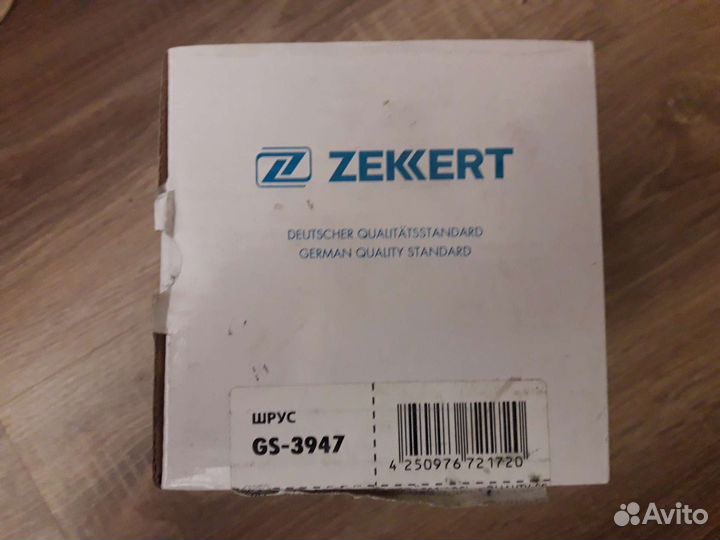 ZEKKERT
DEUTSCHER QUALITÄTSSTANDARD
GERMAN QUALITY STANDARD
ШРУС
GS-3947
4 250976 721720
Avito